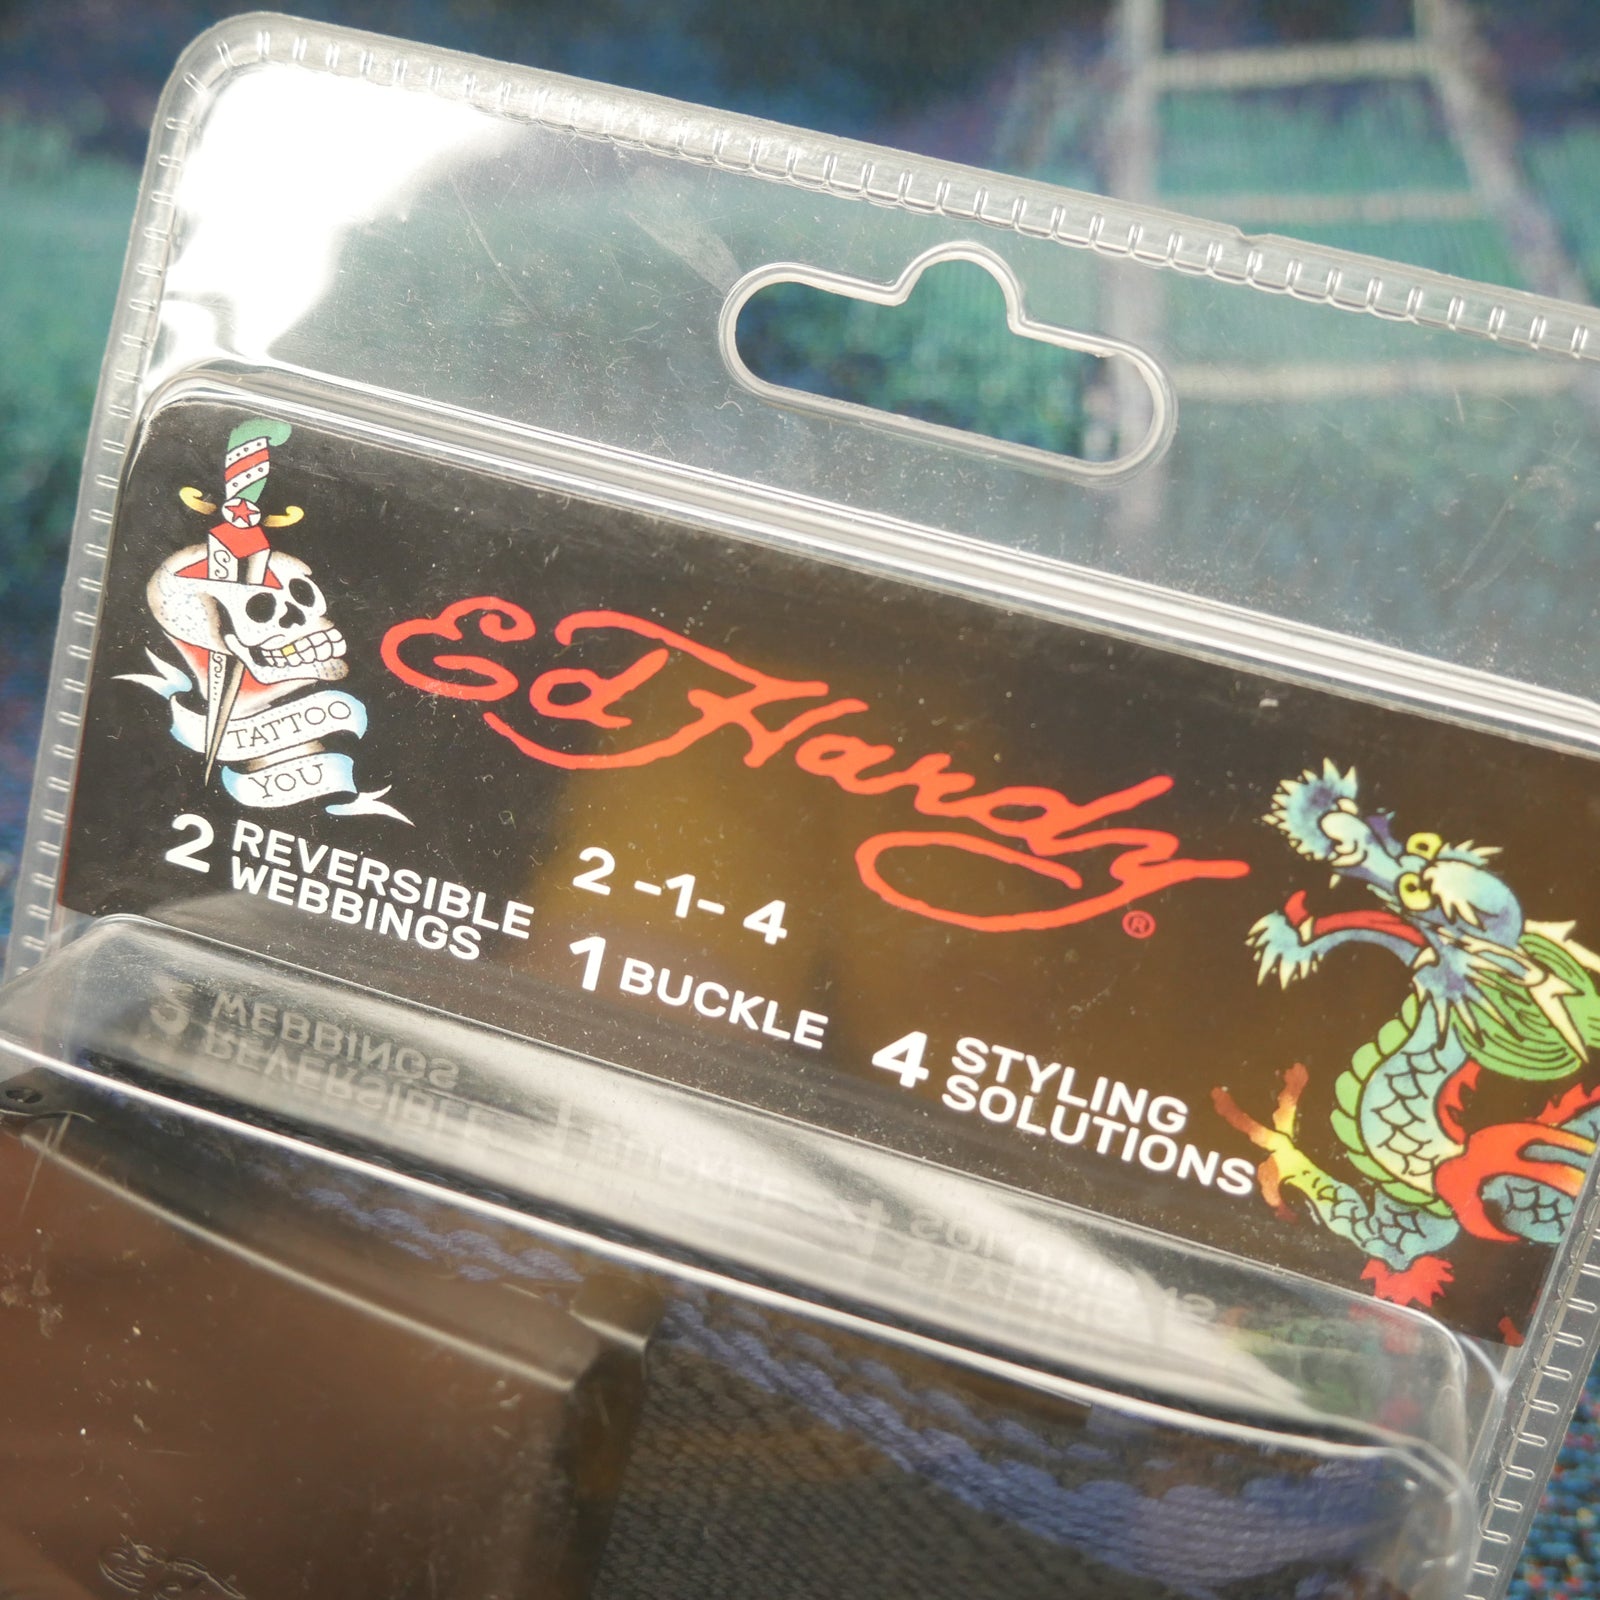 Ed Hardy®
S
TATTOO
YOU
2 REVERSIBLE
WEBBINGS
2 -1- 4
1 BUCKLE
4 STYLING
SOLUTIONS